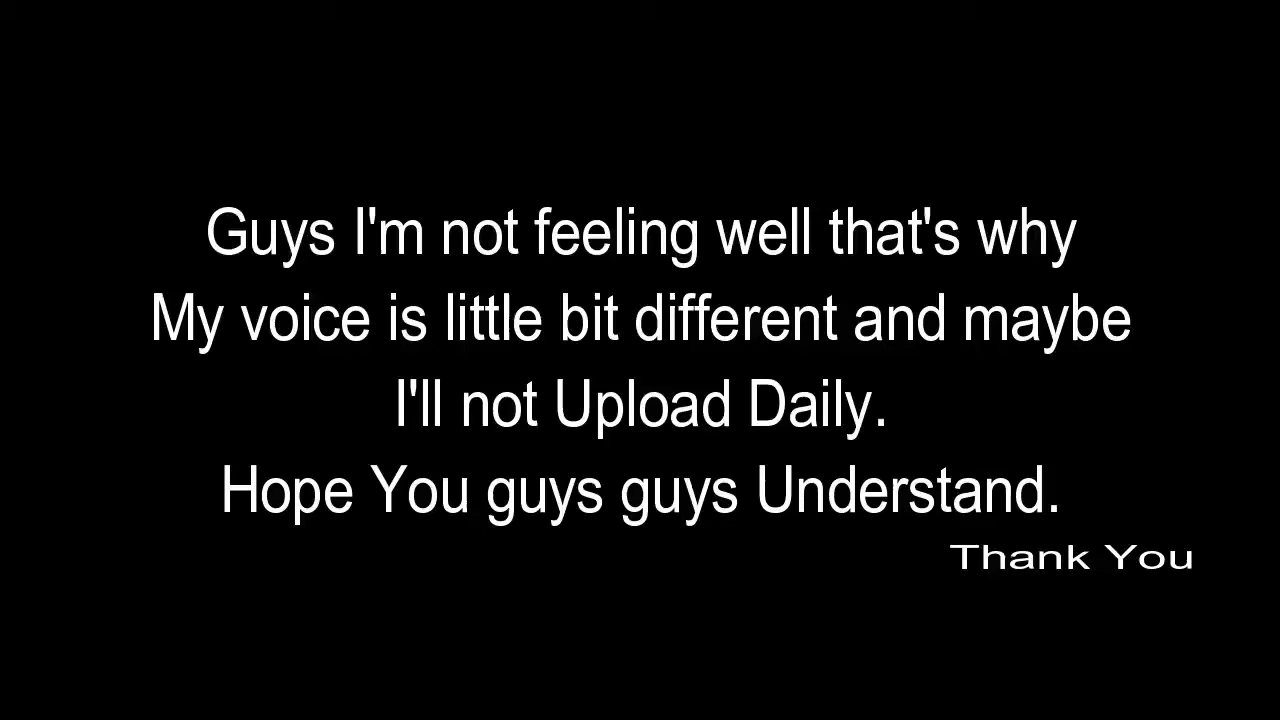 Guys I'm not feeling well that's why
My voice is little bit different and maybe
I'll not Upload Daily.
Hope You guys guys Understand.
Thank You